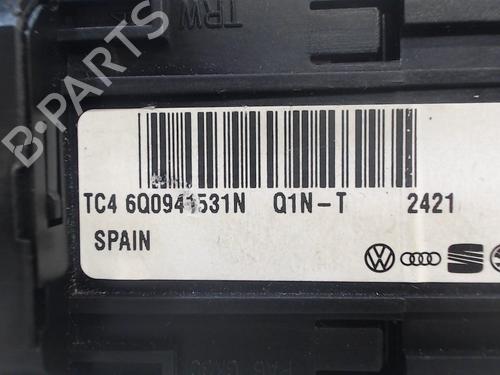 TRW
B-PARTS
TC4 6Q0941531N Q1N-T 2421
SPAIN